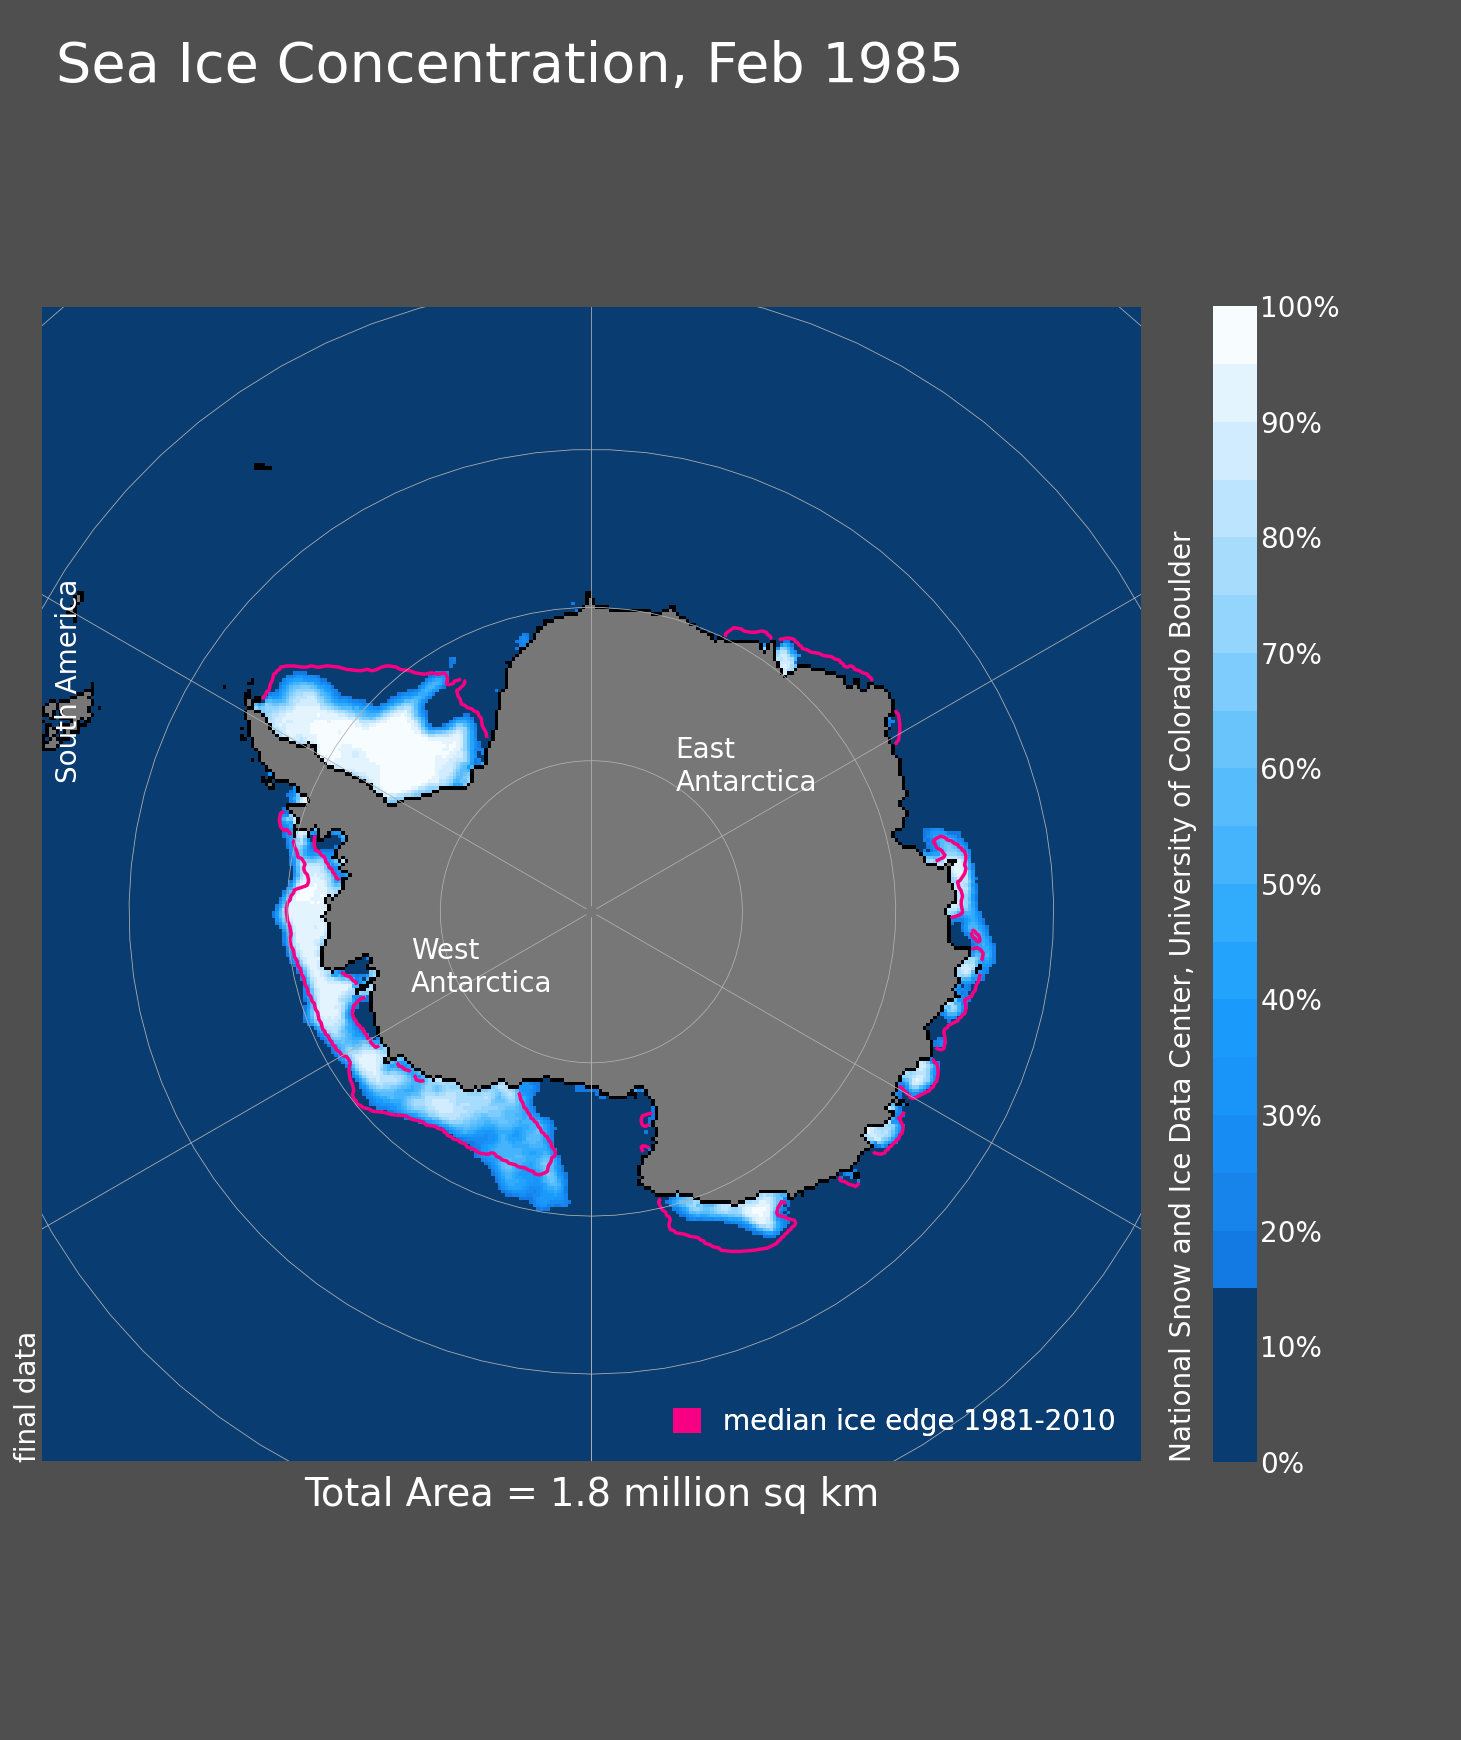 Sea Ice Concentration, Feb 1985
South America
East
Antarctica
West
Antarctica
median ice edge 1981-2010
final data
Total Area = 1.8 million sq km
National Snow and Ice Data Center, University of Colorado Boulder
100%
90%
80%
70%
60%
50%
40%
30%
20%
10%
0%